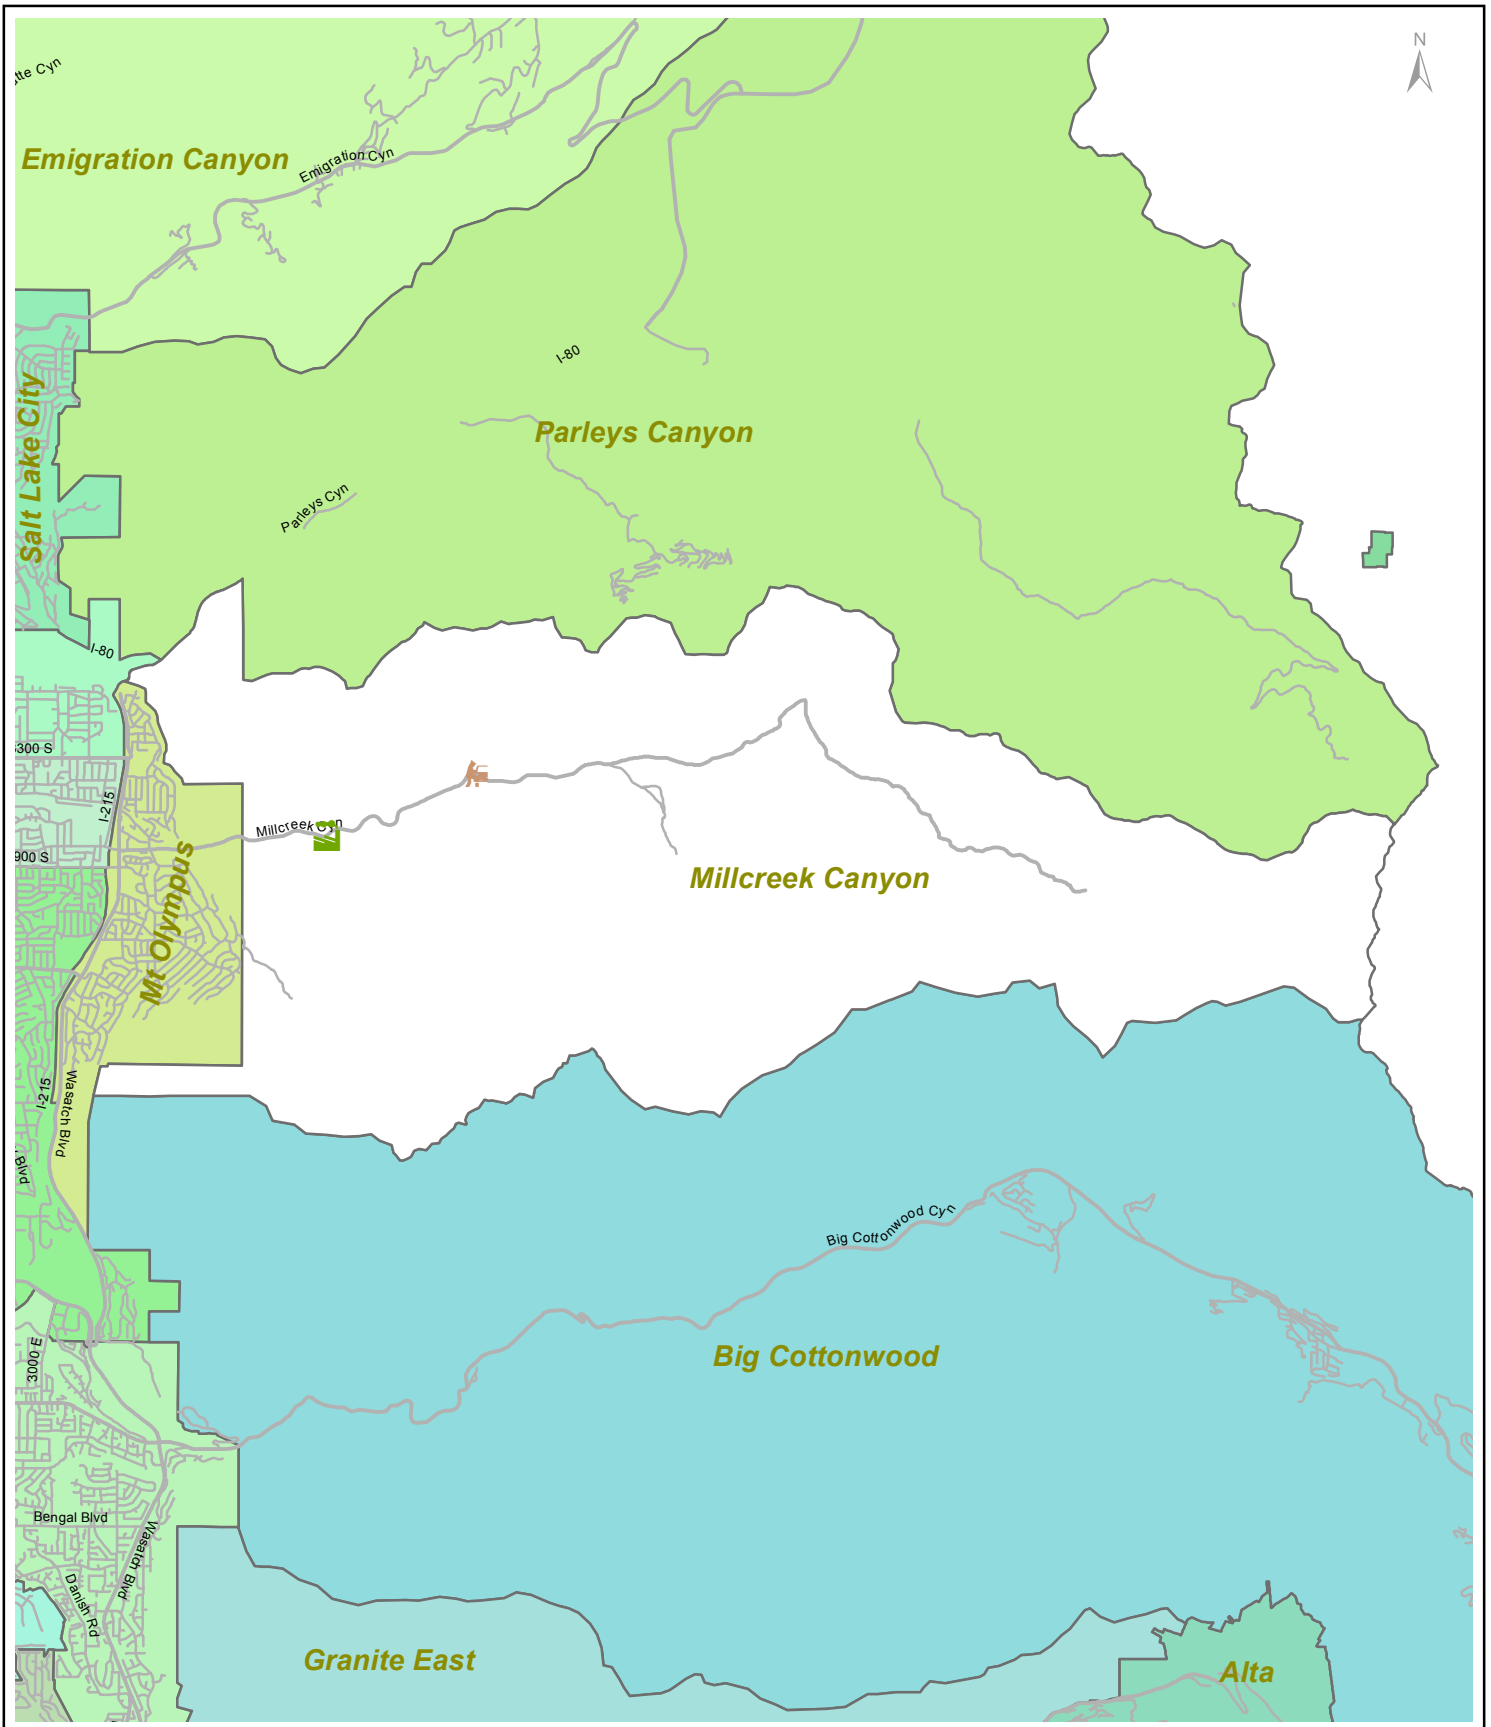 N
Emigration Canyon
Emigration Cyn
I-80
Salt Lake City
Parleys Canyon
Parleys Cyn
I-80
I-215
Millcreek Cyn
900 S
Mt Olympus
Millcreek Canyon
I-215
Wasatch Blvd
Blvd
Big Cottonwood Cyn
3000 E
Big Cottonwood
Bengal Blvd
Wasatch Blvd
Danish Rd
Granite East
Alta